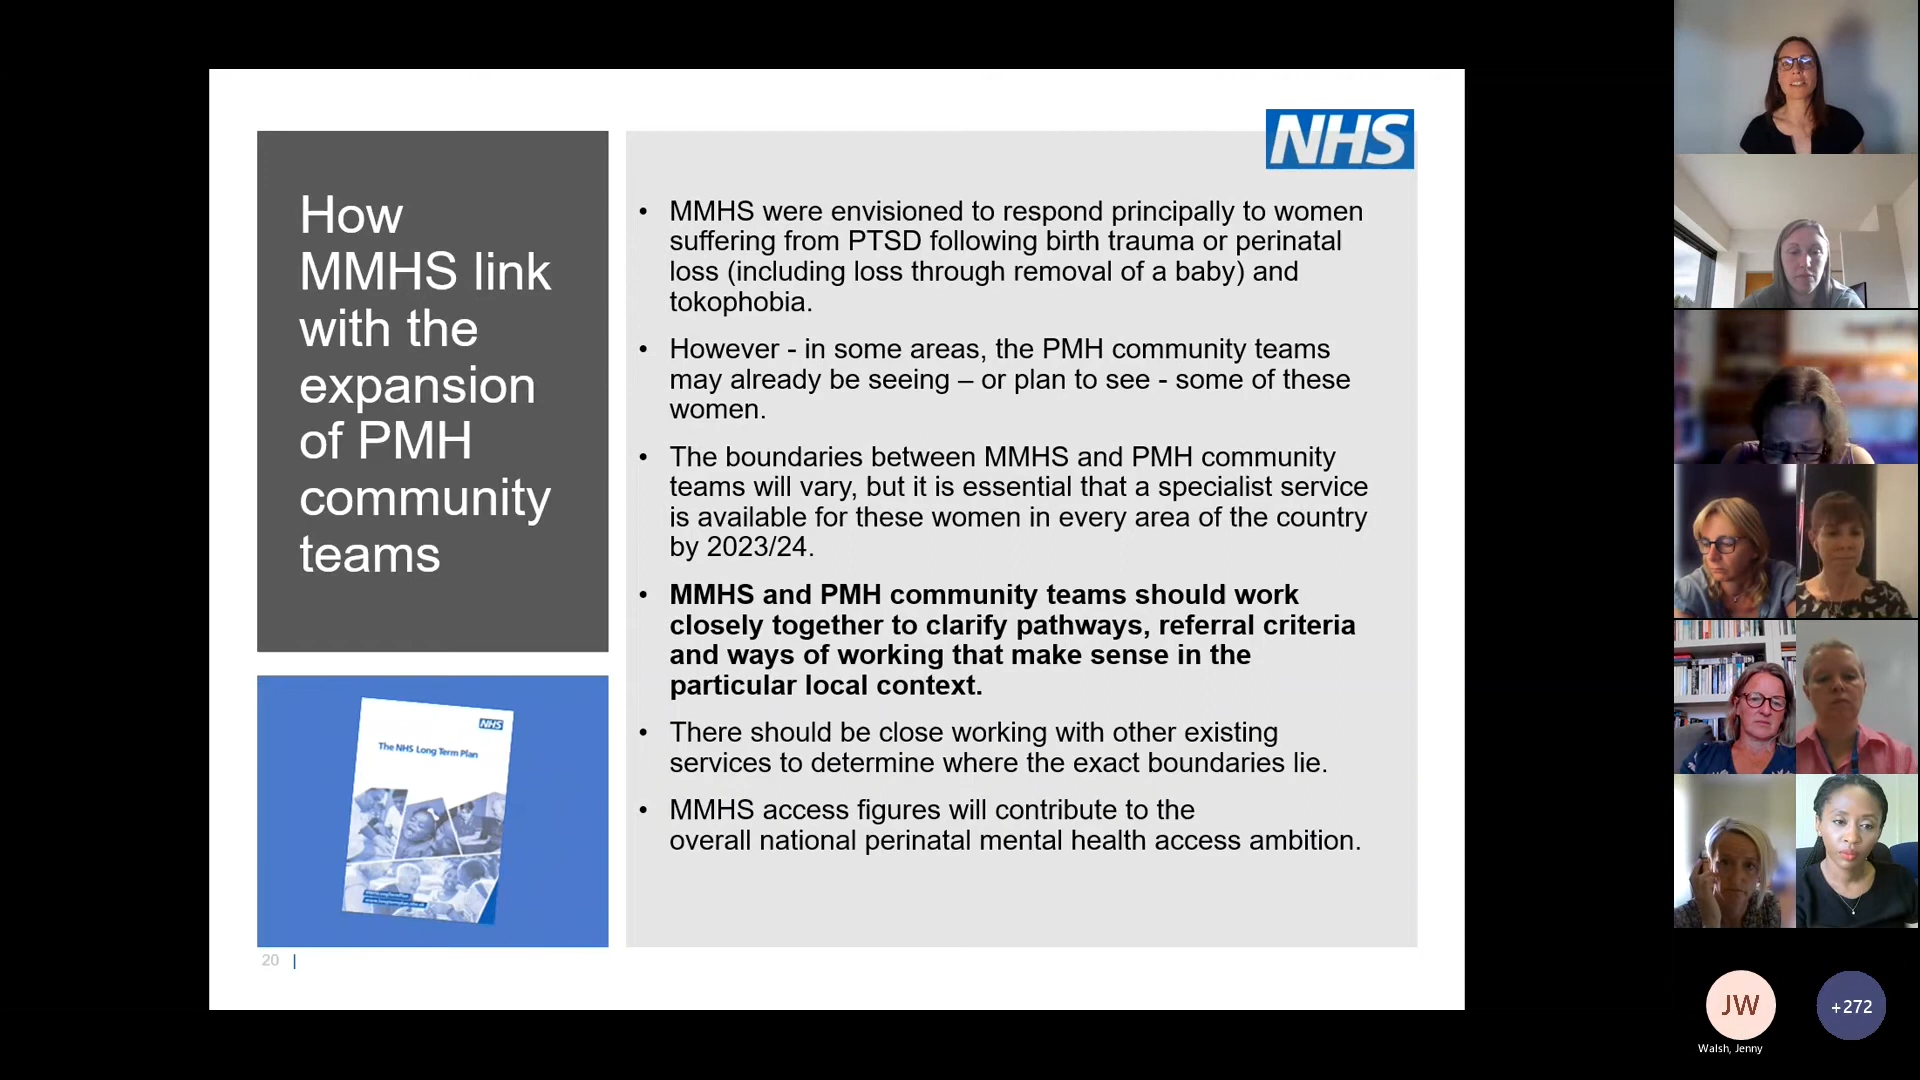 NHS
How
MMHS link
with the
expansion
of PMH
community
teams
• MMHS were envisioned to respond principally to women
suffering from PTSD following birth trauma or perinatal
loss (including loss through removal of a baby) and
tokophobia.
• However - in some areas, the PMH community teams
may already be seeing – or plan to see - some of these
women.
• The boundaries between MMHS and PMH community
teams will vary, but it is essential that a specialist service
is available for these women in every area of the country
by 2023/24.
• MMHS and PMH community teams should work
closely together to clarify pathways, referral criteria
and ways of working that make sense in the
particular local context.
• There should be close working with other existing
services to determine where the exact boundaries lie.
• MMHS access figures will contribute to the
overall national perinatal mental health access ambition.
NHS
The NHS Long Term Plan
20 |
JW
+272
Walsh, Jenny